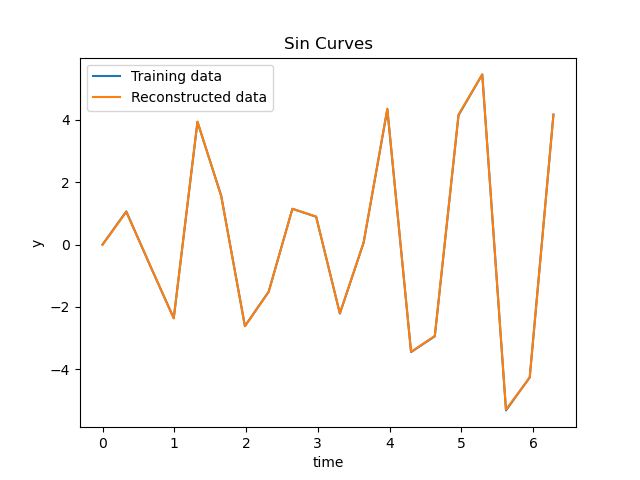 Sin Curves
Training data
Reconstructed data
4
2
0
−2
−4
y
0 1 2 3 4 5 6
time